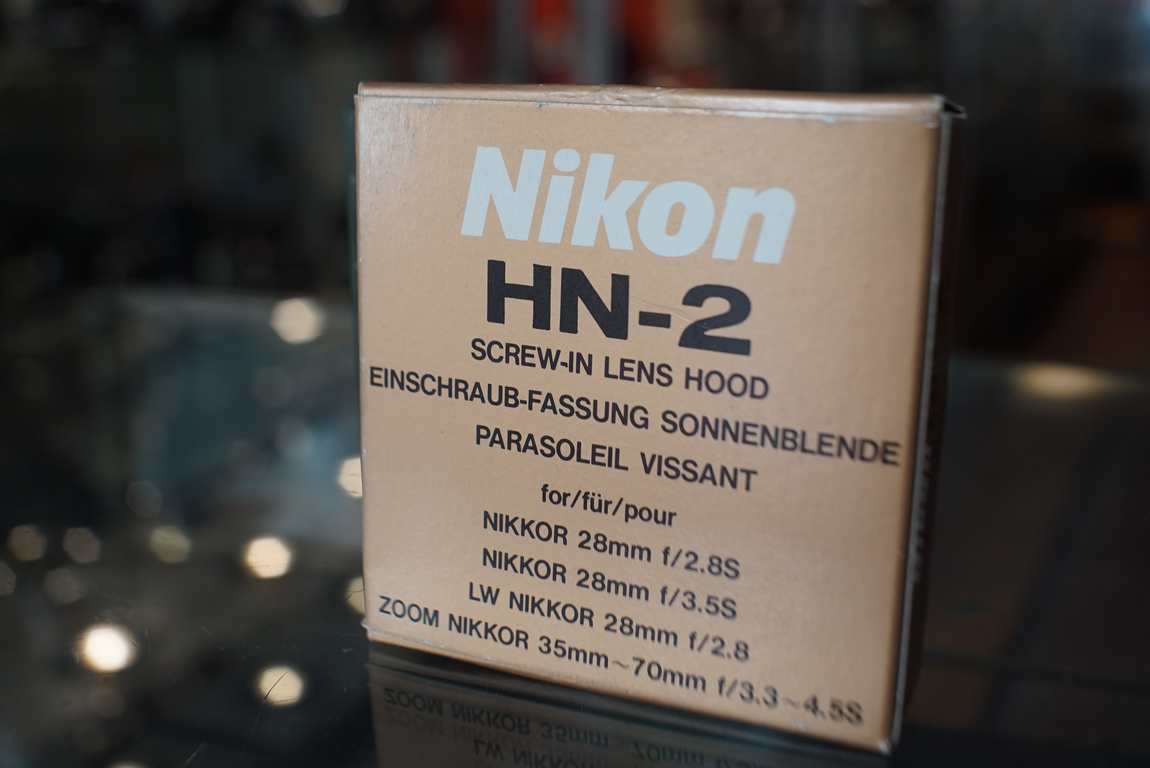 Nikon
HN-2
SCREW-IN LENS HOOD
EINSCHRAUB-FASSUNG SONNENBLENDE
PARASOLEIL VISSANT
for/für/pour
NIKKOR 28mm f/2.8S
NIKKOR 28mm f/3.5S
LW NIKKOR 28mm f/2.8
ZOOM NIKKOR 35mm~70mm f/3.3~4.5S